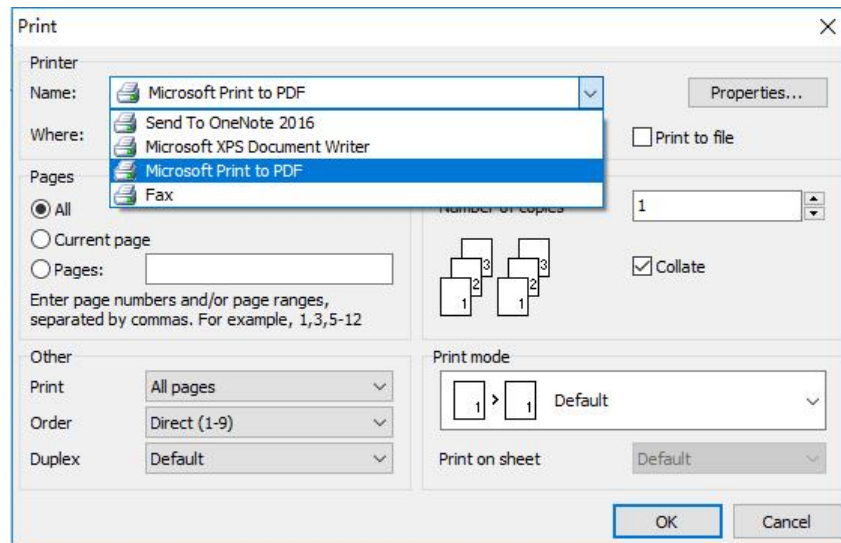 Print
Printer
Name: Microsoft Print to PDF Properties...
Send To OneNote 2016
Where: Print to file
Microsoft XPS Document Writer
Microsoft Print to PDF
Fax
Pages
All
Current page
Pages:
Enter page numbers and/or page ranges,
separated by commas. For example, 1,3,5-12
Number of copies 1
3 3
2 2
1 1
Collate
Other
Print All pages
Order Direct (1-9)
Duplex Default
Print mode
1 > 1 Default
Print on sheet Default
OK Cancel